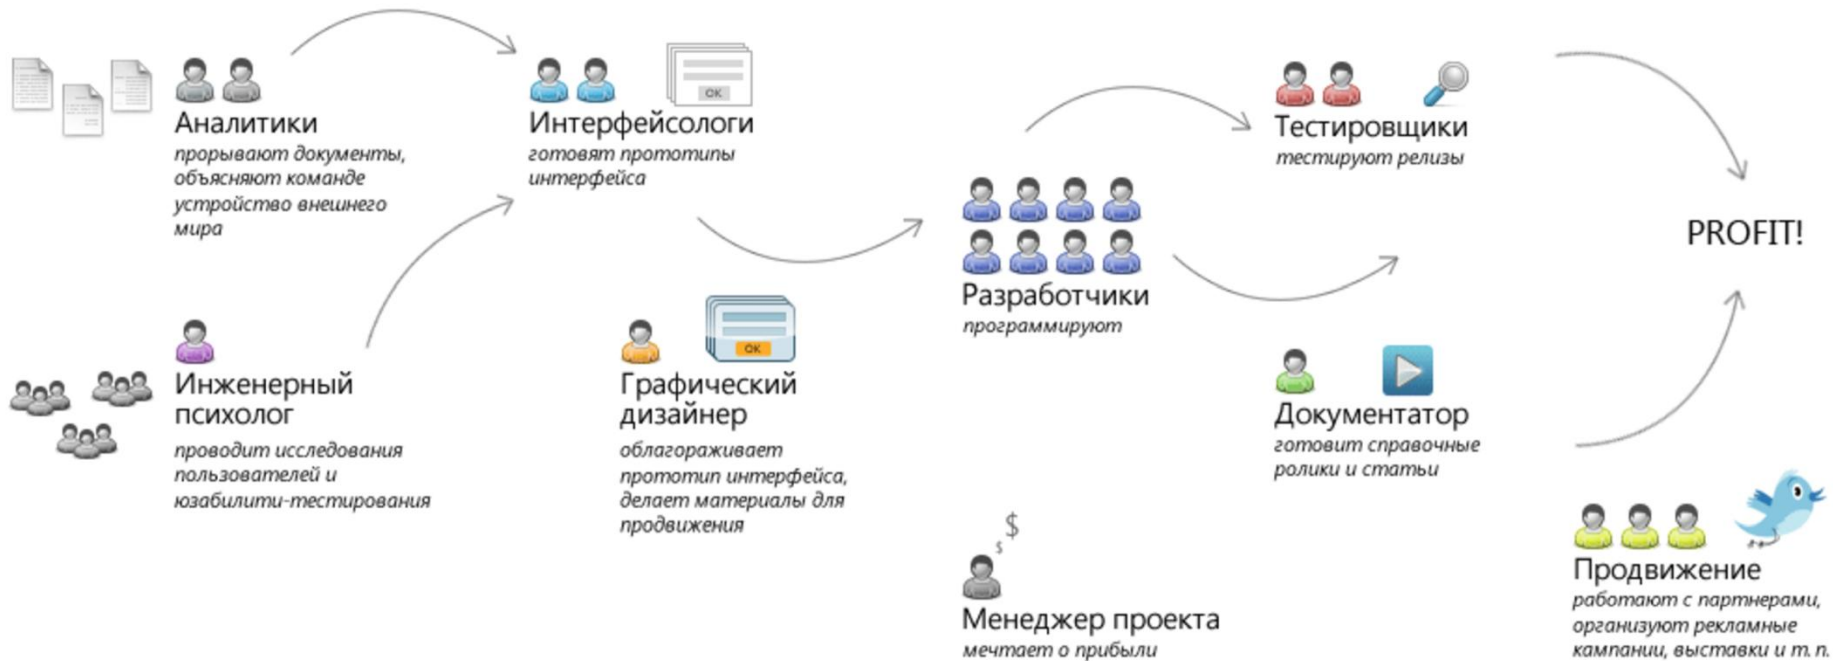 Аналитики
прорывают документы,
объясняют команде
устройство внешнего
мира
Интерфейсологи
готовят прототипы
интерфейса
OK
Инженерный
психолог
проводит исследования
пользователей и
юзабилити-тестирования
Графический
дизайнер
облагораживает
прототип интерфейса,
делает материалы для
продвижения
OK
Разработчики
программируют
Менеджер проекта
мечтает о прибыли
$
$
Тестировщики
тестируют релизы
Документатор
готовит справочные
ролики и статьи
PROFIT!
Продвижение
работают с партнерами,
организуют рекламные
кампании, выставки и т. п.